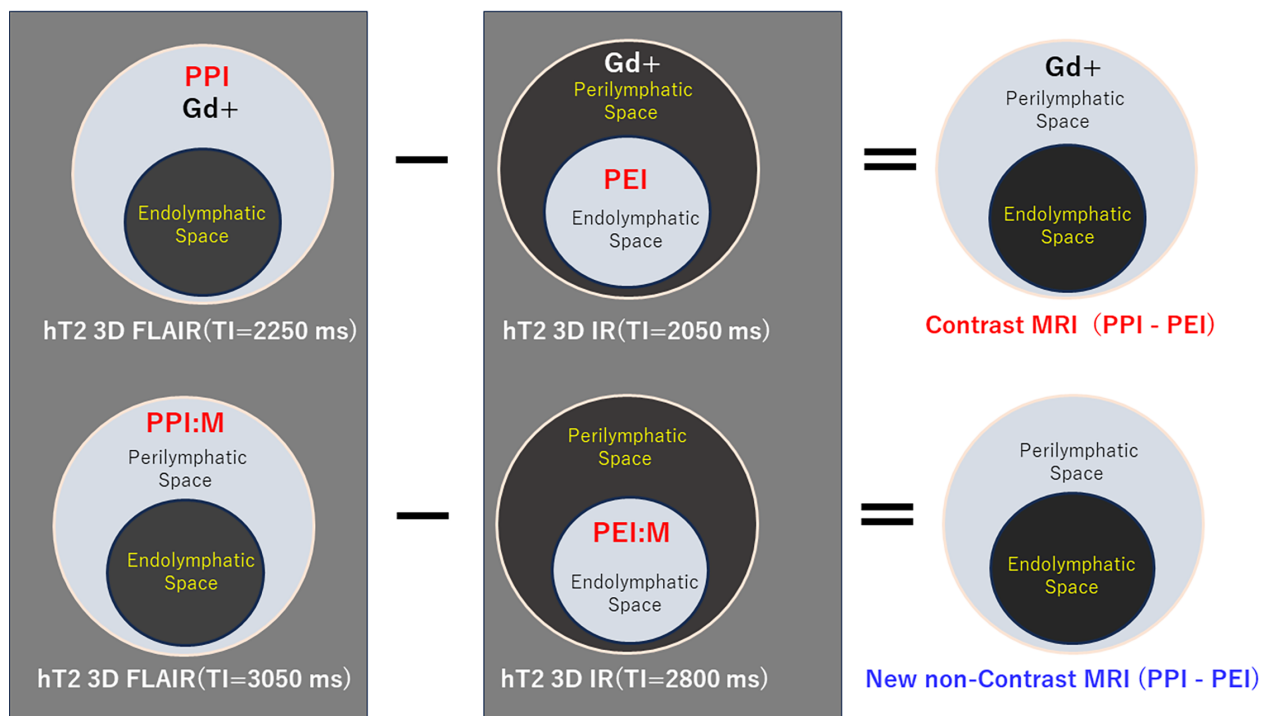 PPI
Gd+
Endolymphatic
Space
hT2 3D FLAIR(TI=2250 ms)
—
Gd+
Perilymphatic
Space
PEI
Endolymphatic
Space
hT2 3D IR(TI=2050 ms)
=
Gd+
Perilymphatic
Space
Endolymphatic
Space
Contrast MRI (PPI - PEI)
PPI:M
Perilymphatic
Space
Endolymphatic
Space
hT2 3D FLAIR(TI=3050 ms)
—
Perilymphatic
Space
PEI:M
Endolymphatic
Space
hT2 3D IR(TI=2800 ms)
=
Perilymphatic
Space
Endolymphatic
Space
New non-Contrast MRI (PPI - PEI)